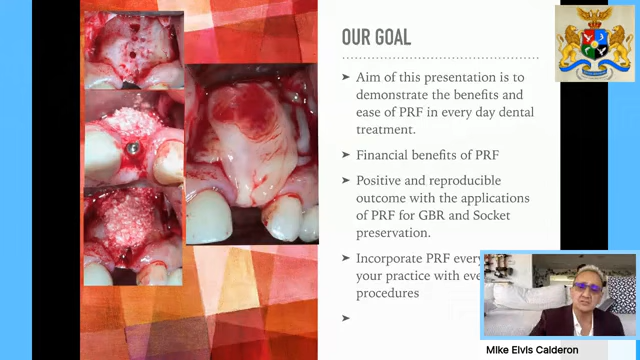 OUR GOAL
➤ Aim of this presentation is to
demonstrate the benefits and
ease of PRF in every day dental
treatment.
➤ Financial benefits of PRF
➤ Positive and reproducible
outcome with the applications
of PRF for GBR and Socket
preservation.
➤ Incorporate PRF every
your practice with eve
procedures
➤
Mike Elvis Calderon